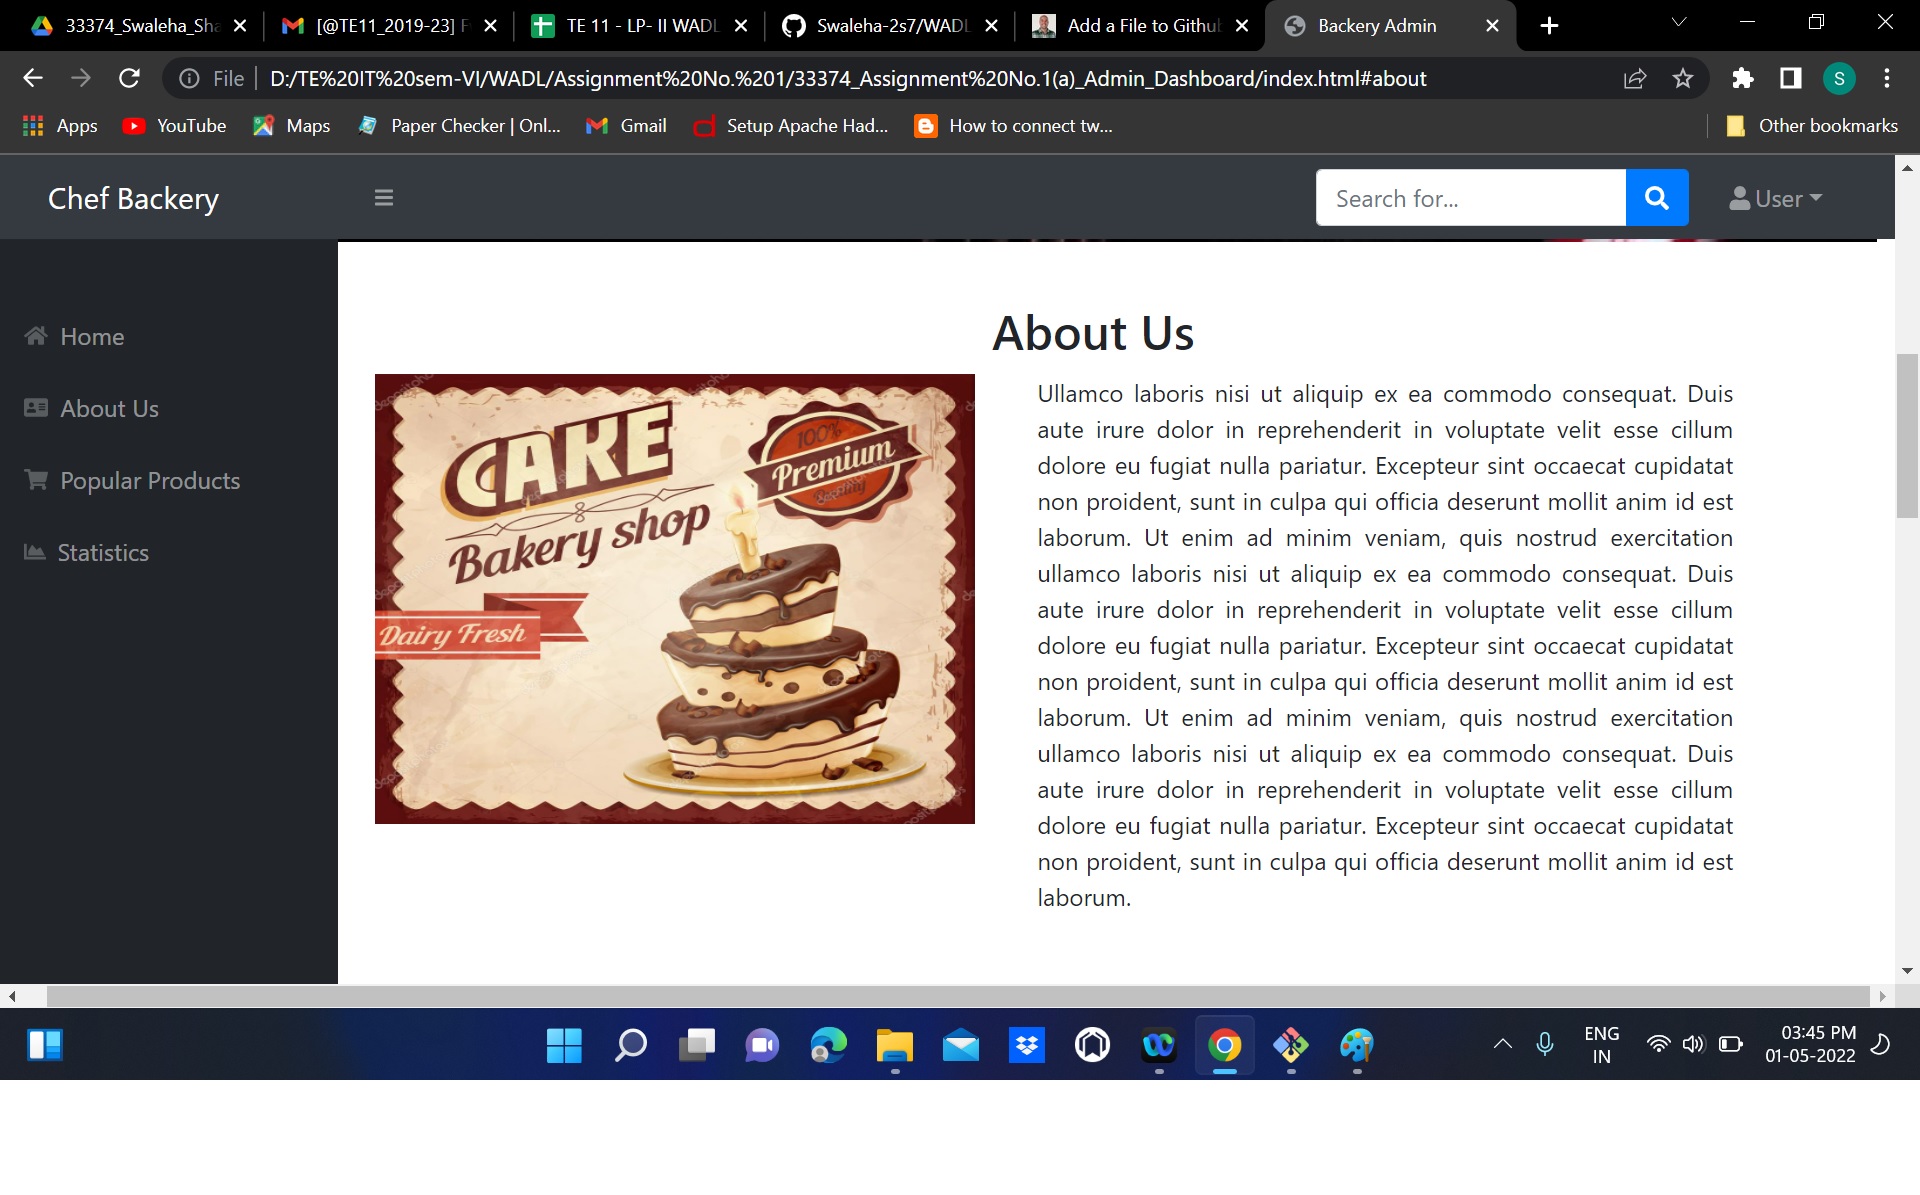 33374_Swaleha_Sha
[@TE11_2019-23] F
TE 11 - LP- II WADL
Swaleha-2s7/WADL
Add a File to Github
Backery Admin
File
D:/TE%20IT%20sem-VI/WADL/Assignment%20No.%201/33374_Assignment%20No.1(a)_Admin_Dashboard/index.html#about
S
Apps
YouTube
Maps
Paper Checker | Onl...
Gmail
Setup Apache Had...
How to connect tw...
Other bookmarks
Chef Backery
Search for...
User
Home
About Us
Popular Products
Statistics
About Us
CAKE
Bakery shop
100%
Premium
Dairy Fresh
Ullamco laboris nisi ut aliquip ex ea commodo consequat. Duis
aute irure dolor in reprehenderit in voluptate velit esse cillum
dolore eu fugiat nulla pariatur. Excepteur sint occaecat cupidatat
non proident, sunt in culpa qui officia deserunt mollit anim id est
laborum. Ut enim ad minim veniam, quis nostrud exercitation
ullamco laboris nisi ut aliquip ex ea commodo consequat. Duis
aute irure dolor in reprehenderit in voluptate velit esse cillum
dolore eu fugiat nulla pariatur. Excepteur sint occaecat cupidatat
non proident, sunt in culpa qui officia deserunt mollit anim id est
laborum. Ut enim ad minim veniam, quis nostrud exercitation
ullamco laboris nisi ut aliquip ex ea commodo consequat. Duis
aute irure dolor in reprehenderit in voluptate velit esse cillum
dolore eu fugiat nulla pariatur. Excepteur sint occaecat cupidatat
non proident, sunt in culpa qui officia deserunt mollit anim id est
laborum.
ENG
IN
03:45 PM
01-05-2022